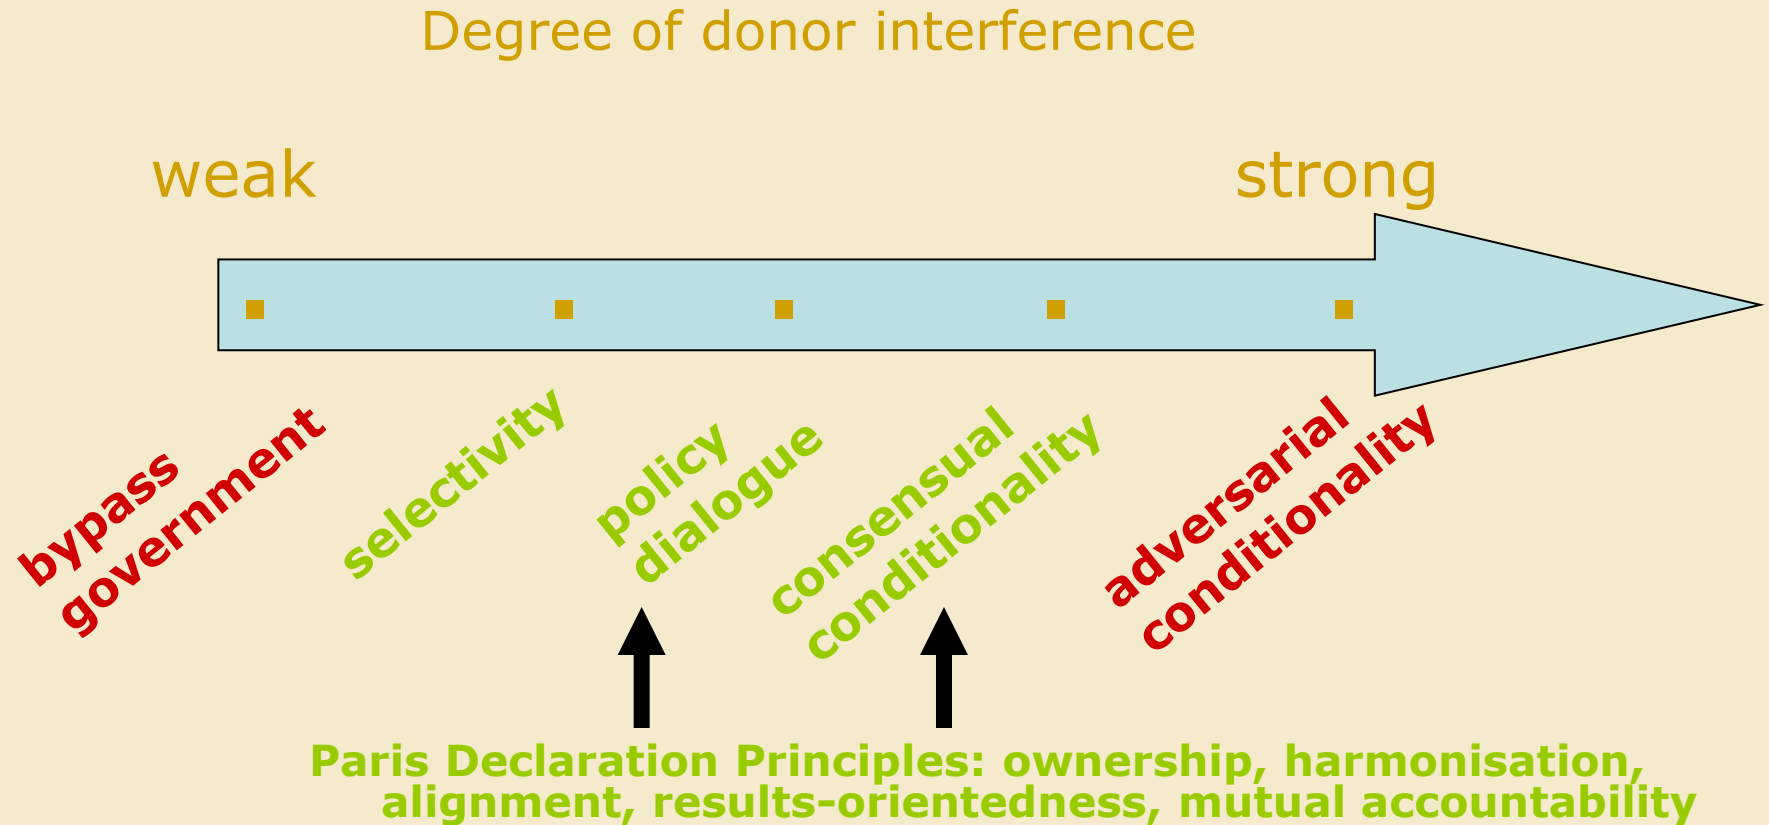 Degree of donor interference
weak
strong
bypass
government
selectivity
policy
dialogue
consensual
conditionality
adversarial
conditionality
Paris Declaration Principles: ownership, harmonisation,
alignment, results-orientedness, mutual accountability